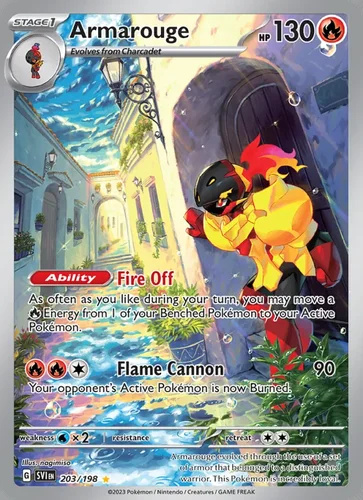 STAGE 1
Armarouge
HP 130
Evolves from Charcadet
Ability Fire Off
As often as you like during your turn, you may move a
Energy from 1 of your Benched Pokémon to your Active
Pokémon.
Flame Cannon 90
Your opponent's Active Pokémon is now Burned.
weakness ×2 resistance retreat
Illus. nagimiso
G SVI EN 203/198
Armarouge evolved through the use of a set
of armor that belonged to a distinguished
warrior. This Pokémon is incredibly loyal.
©2023 Pokémon / Nintendo / Creatures / GAME FREAK